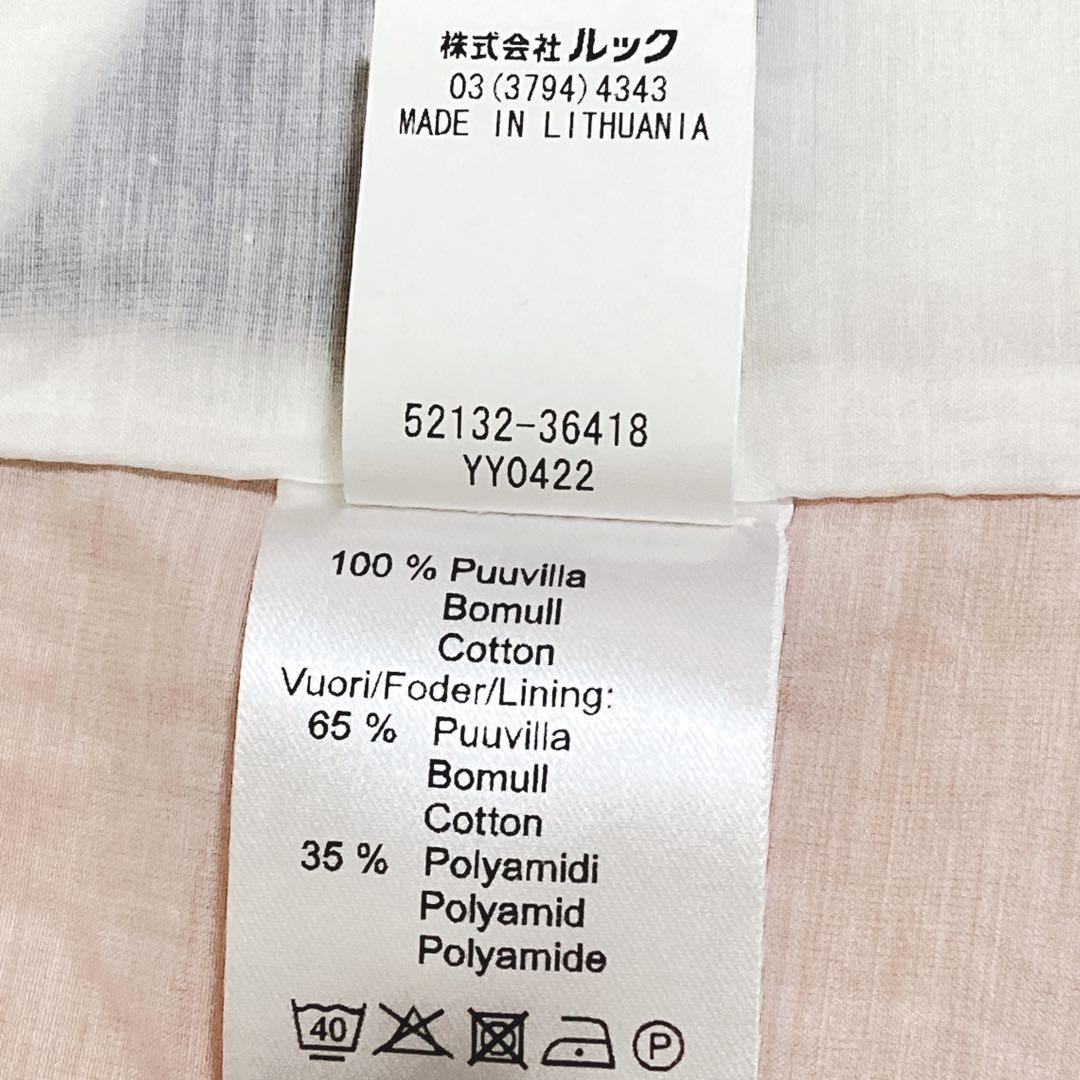 株式会社 ルック
03(3794)4343
MADE IN LITHUANIA
52132-36418
YY0422
100 % Puuvilla
Bomull
Cotton
Vuori/Foder/Lining:
65 % Puuvilla
Bomull
Cotton
35 % Polyamidi
Polyamid
Polyamide
40 P